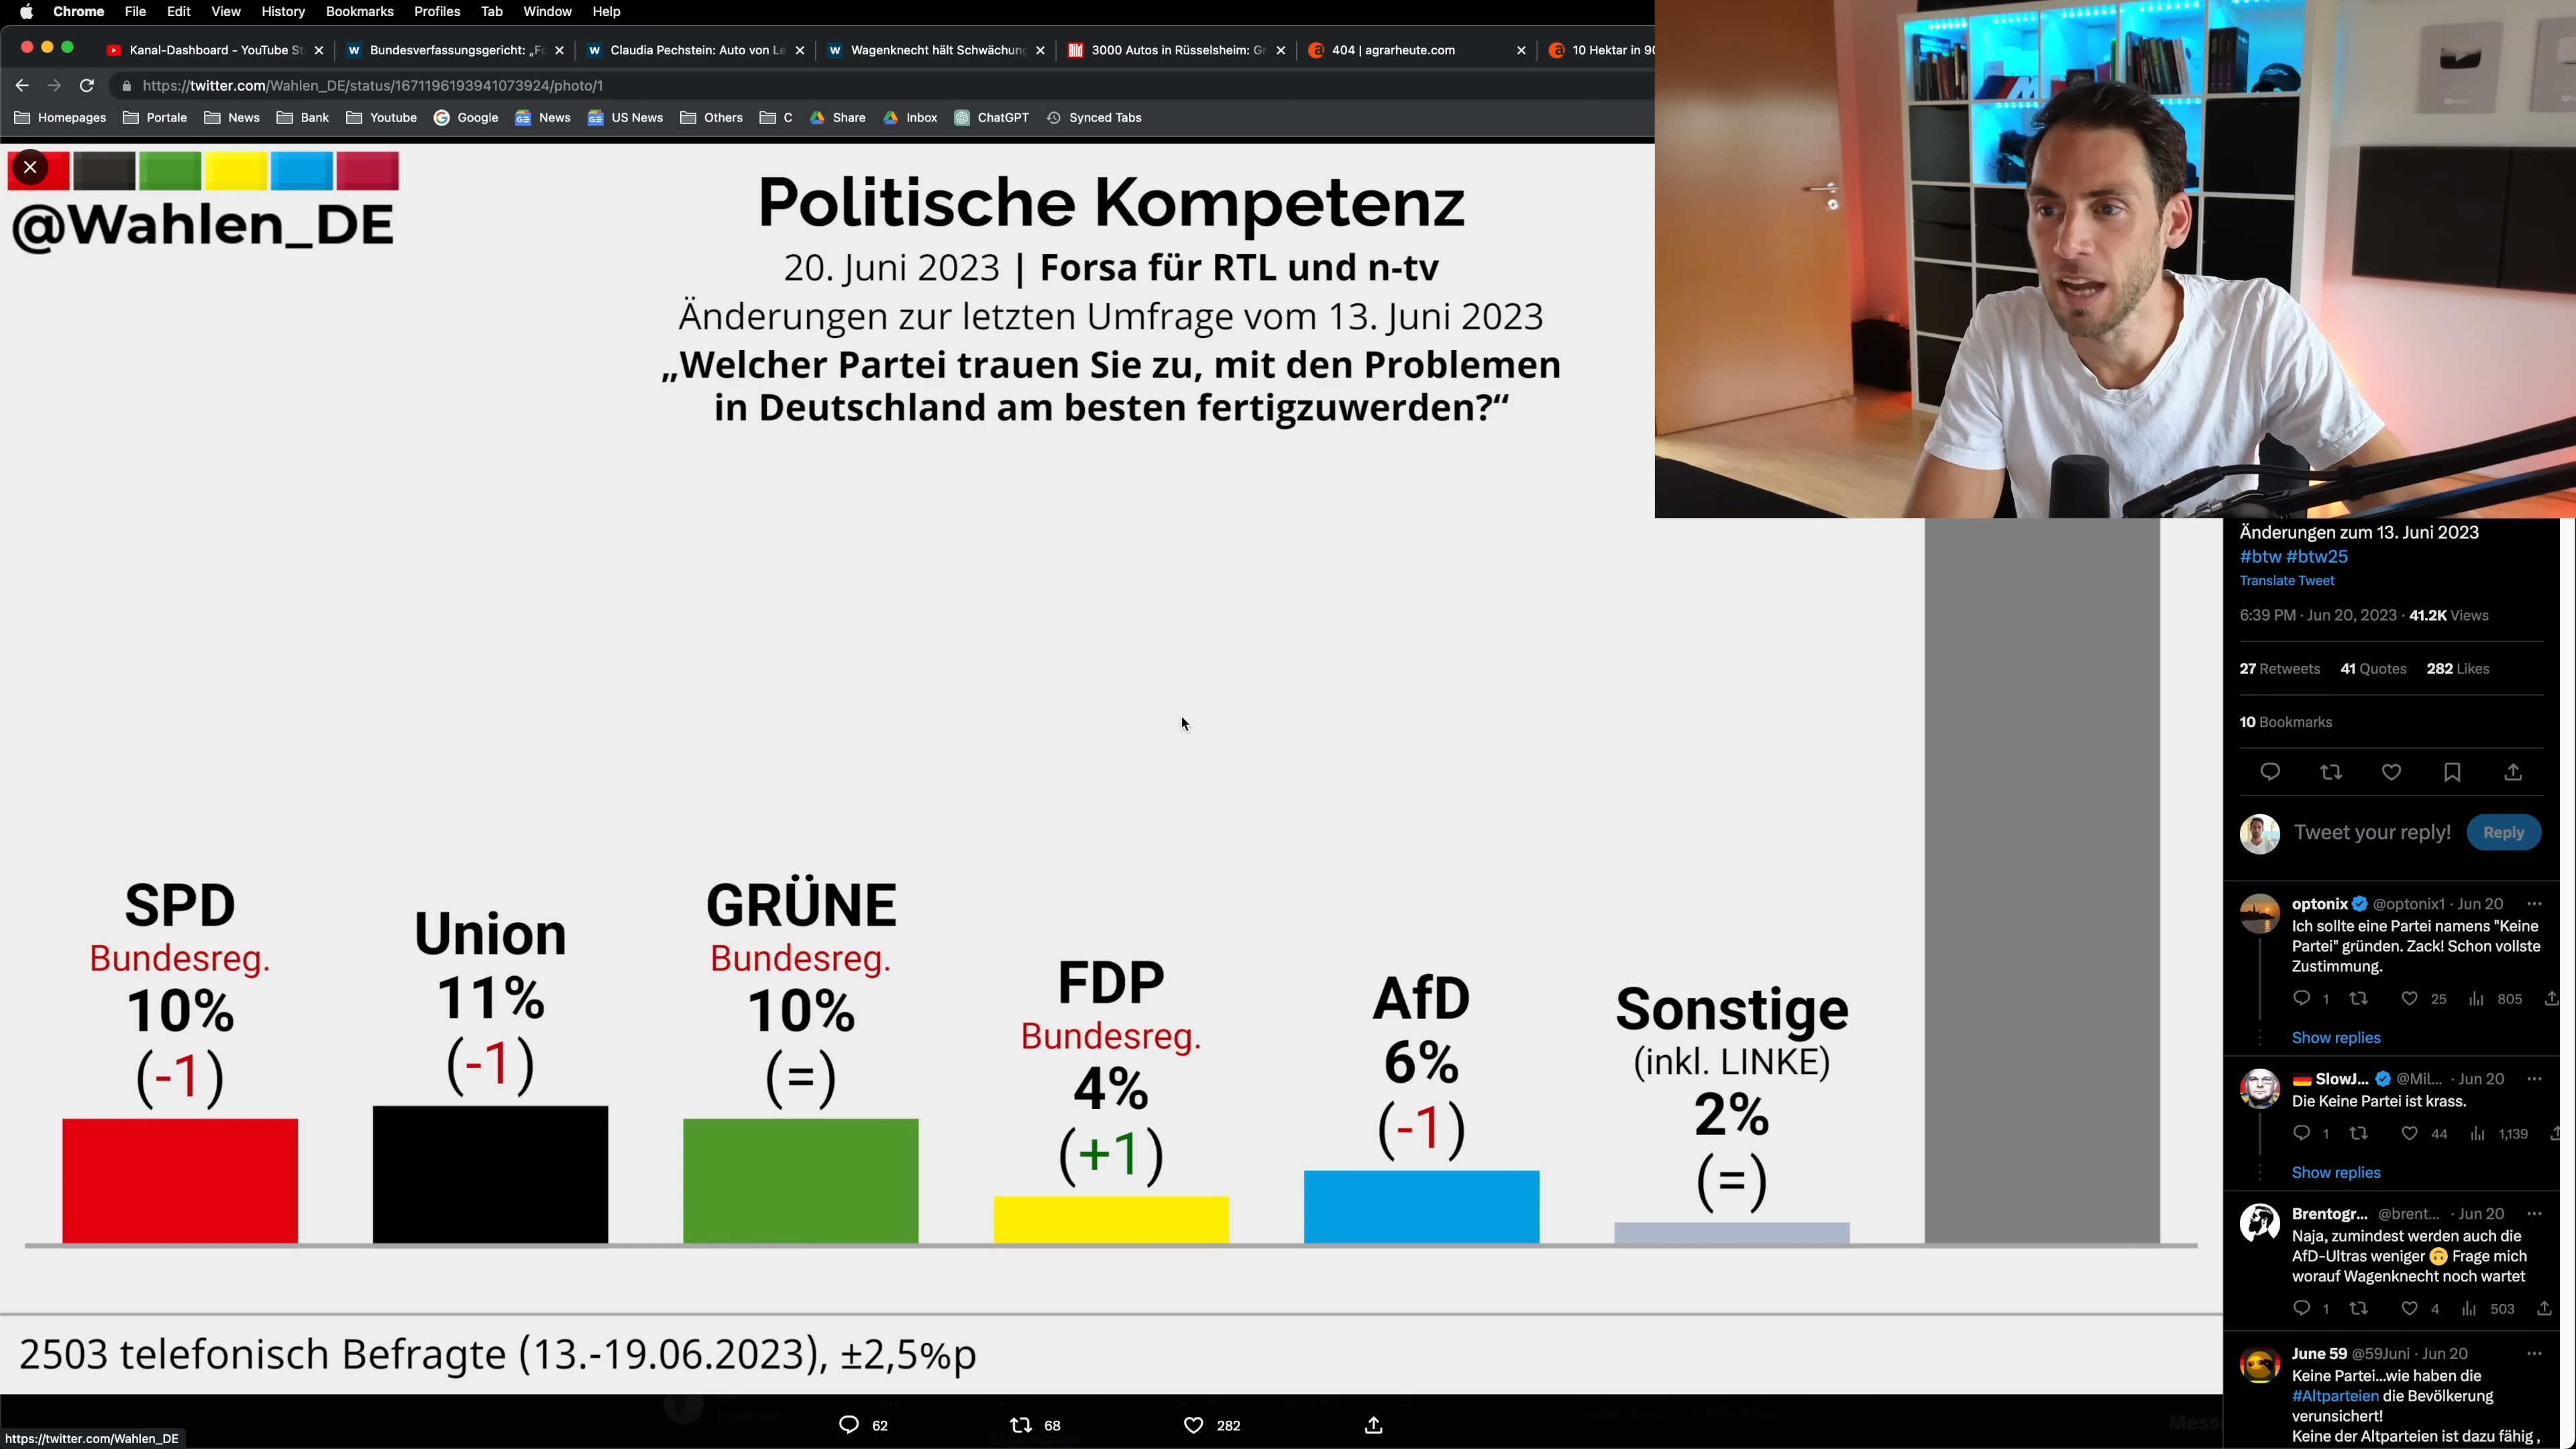 Chrome File Edit View History Bookmarks Profiles Tab Window Help
Kanal-Dashboard - YouTube St
Bundesverfassungsgericht: „Fo
Claudia Pechstein: Auto von Le
Wagenknecht hält Schwächung
3000 Autos in Rüsselsheim: Gr
404 | agrarheute.com
10 Hektar in 90
https://twitter.com/Wahlen_DE/status/1671196193941073924/photo/1
Homepages Portale News Bank Youtube Google News US News Others C Share Inbox ChatGPT Synced Tabs
@Wahlen_DE
Politische Kompetenz
20. Juni 2023 | Forsa für RTL und n-tv
Änderungen zur letzten Umfrage vom 13. Juni 2023
„Welcher Partei trauen Sie zu, mit den Problemen
in Deutschland am besten fertigzuwerden?“
SPD
Bundesreg.
10%
(-1)
Union
11%
(-1)
GRÜNE
Bundesreg.
10%
(=)
FDP
Bundesreg.
4%
(+1)
AfD
6%
(-1)
Sonstige
(inkl. LINKE)
2%
(=)
2503 telefonisch Befragte (13.-19.06.2023), ±2,5%p
62 68 282
https://twitter.com/Wahlen_DE
Änderungen zum 13. Juni 2023
#btw #btw25
Translate Tweet
6:39 PM · Jun 20, 2023 · 41.2K Views
27 Retweets 41 Quotes 282 Likes
10 Bookmarks
Tweet your reply! Reply
optonix @optonix1 · Jun 20
Ich sollte eine Partei namens "Keine
Partei" gründen. Zack! Schon vollste
Zustimmung.
1 25 805
Show replies
SlowJ... @Mil... · Jun 20
Die Keine Partei ist krass.
1 44 1,139
Show replies
Brentogr... @brent... · Jun 20
Naja, zumindest werden auch die
AfD-Ultras weniger 🙃 Frage mich
worauf Wagenknecht noch wartet
1 4 503
June 59 @59Juni · Jun 20
Keine Partei...wie haben die
#Altparteien die Bevölkerung
verunsichert!
Keine der Altparteien ist dazu fähig ,